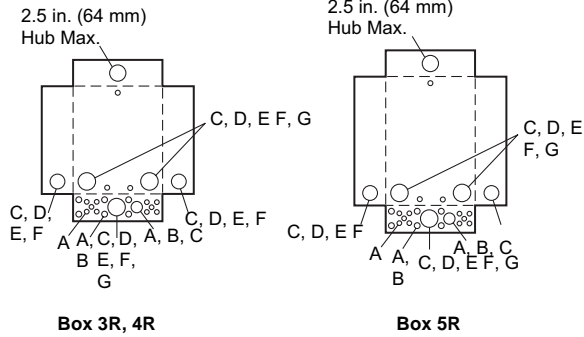 2.5 in. (64 mm)
Hub Max.
C, D, E F, G
C, D,
E, F
A
A,
B
C, D,
E, F,
G
A, B, C
C, D, E, F
Box 3R, 4R
2.5 in. (64 mm)
Hub Max.
C, D, E
F, G
C, D, E F
A
A,
B
C, D, E F, G
A, B, C
Box 5R